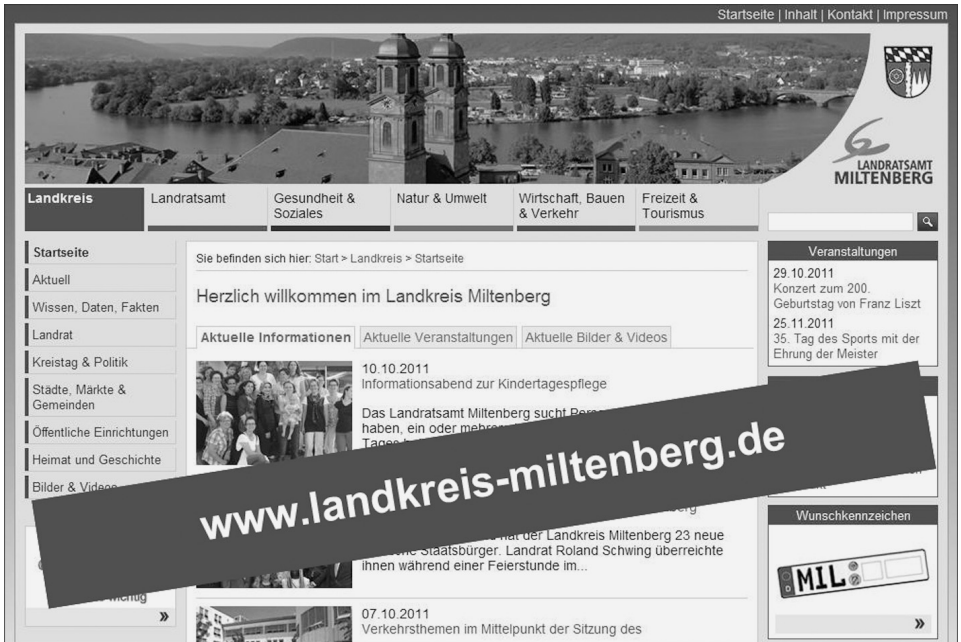 Startseite | Inhalt | Kontakt | Impressum
LANDRATSAMT
MILTENBERG
Landkreis
Landratsamt
Gesundheit &
Soziales
Natur & Umwelt
Wirtschaft, Bauen
& Verkehr
Freizeit &
Tourismus
Startseite
Aktuell
Wissen, Daten, Fakten
Landrat
Kreistag & Politik
Städte, Märkte &
Gemeinden
Öffentliche Einrichtungen
Heimat und Geschichte
Bilder & Videos
Sie befinden sich hier: Start > Landkreis > Startseite
Herzlich willkommen im Landkreis Miltenberg
Aktuelle Informationen
Aktuelle Veranstaltungen
Aktuelle Bilder & Videos
10.10.2011
Informationsabend zur Kindertagespflege
Das Landratsamt Miltenberg sucht
haben, ein oder
www.landkreis-miltenberg.de
hat der Landkreis Miltenberg 23 neue
Staatsbürger. Landrat Roland Schwing überreichte
ihnen während einer Feierstunde im...
07.10.2011
Verkehrsthemen im Mittelpunkt der Sitzung des
Veranstaltungen
29.10.2011
Konzert zum 200.
Geburtstag von Franz Liszt
25.11.2011
35. Tag des Sports mit der
Ehrung der Meister
Wunschkennzeichen
MIL
»
»